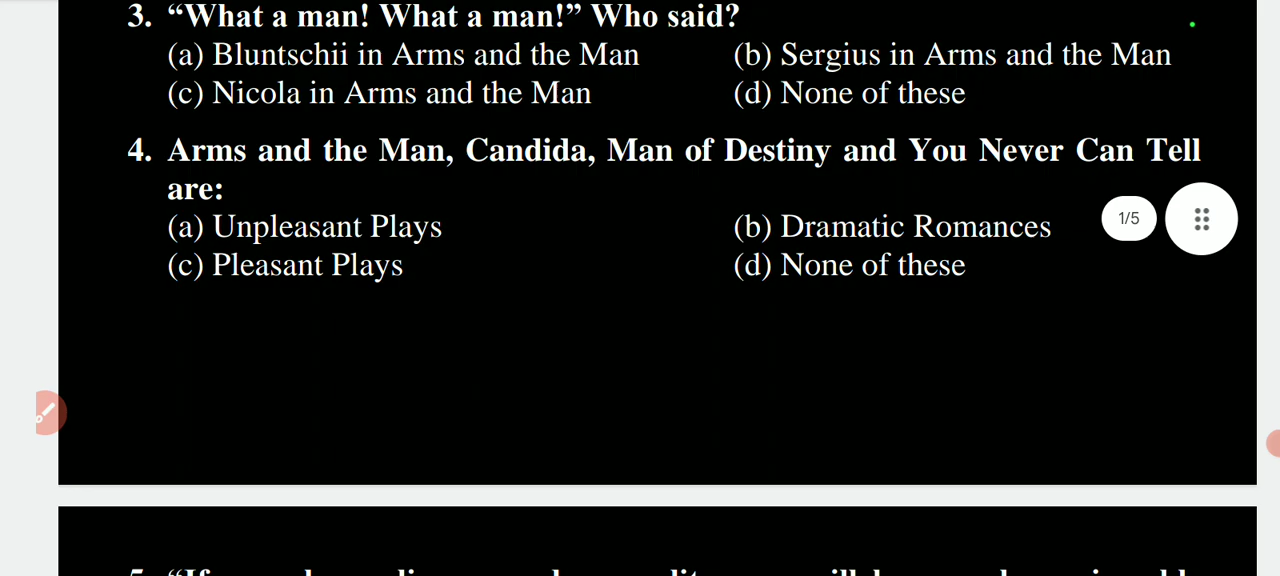 3. “What a man! What a man!” Who said?
(a) Bluntschii in Arms and the Man (b) Sergius in Arms and the Man
(c) Nicola in Arms and the Man (d) None of these
4. Arms and the Man, Candida, Man of Destiny and You Never Can Tell
are:
(a) Unpleasant Plays (b) Dramatic Romances
1/5
(c) Pleasant Plays (d) None of these